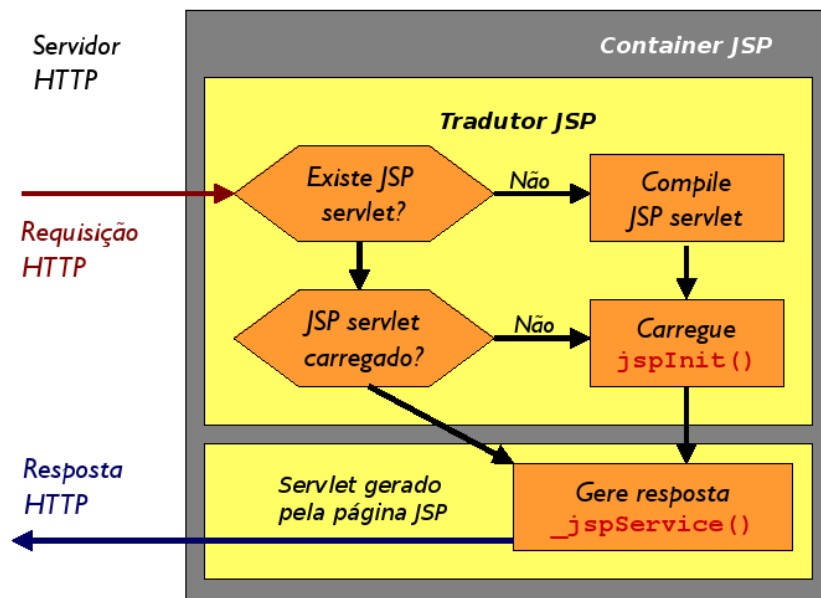 Servidor
HTTP
Container JSP
Tradutor JSP
Existe JSP
servlet?
Não
Compile
JSP servlet
Requisição
HTTP
JSP servlet
carregado?
Não
Carregue
jspInit()
Resposta
HTTP
Servlet gerado
pela página JSP
Gere resposta
_jspService()